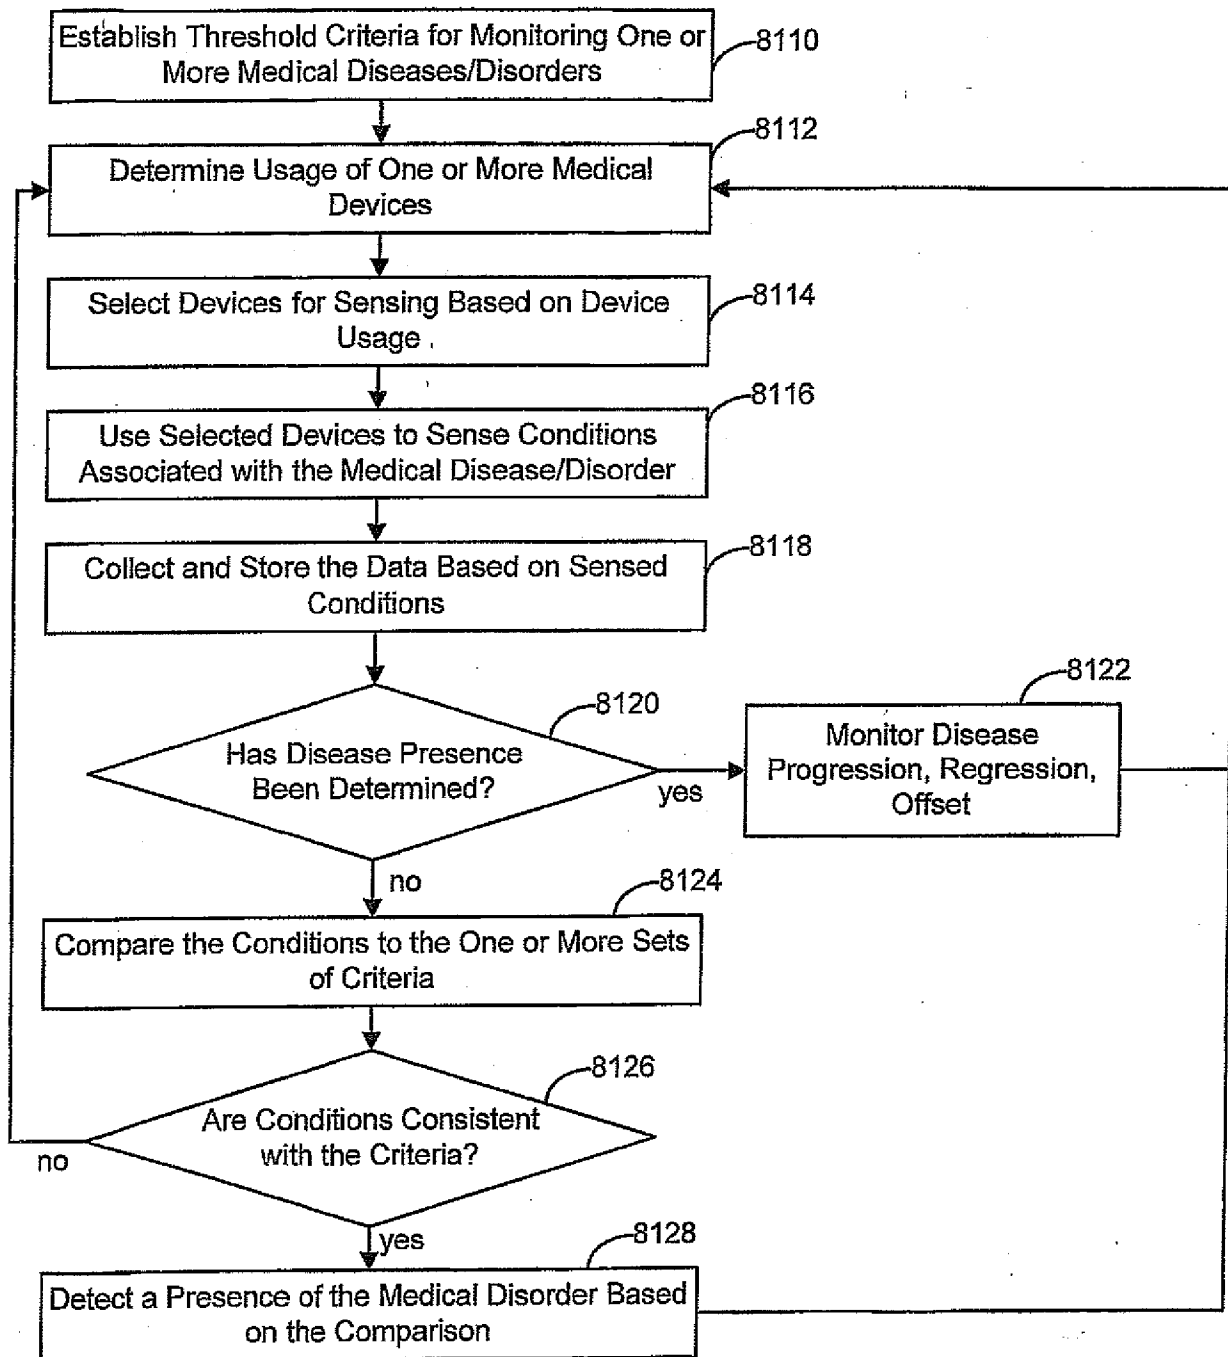 Establish Threshold Criteria for Monitoring One or
More Medical Diseases/Disorders
8110
8112
Determine Usage of One or More Medical
Devices
Select Devices for Sensing Based on Device
Usage
8114
8116
Use Selected Devices to Sense Conditions
Associated with the Medical Disease/Disorder
8118
Collect and Store the Data Based on Sensed
Conditions
8120
Has Disease Presence
Been Determined?
yes
8122
Monitor Disease
Progression, Regression,
Offset
no
8124
Compare the Conditions to the One or More Sets
of Criteria
8126
Are Conditions Consistent
with the Criteria?
no
yes
8128
Detect a Presence of the Medical Disorder Based
on the Comparison